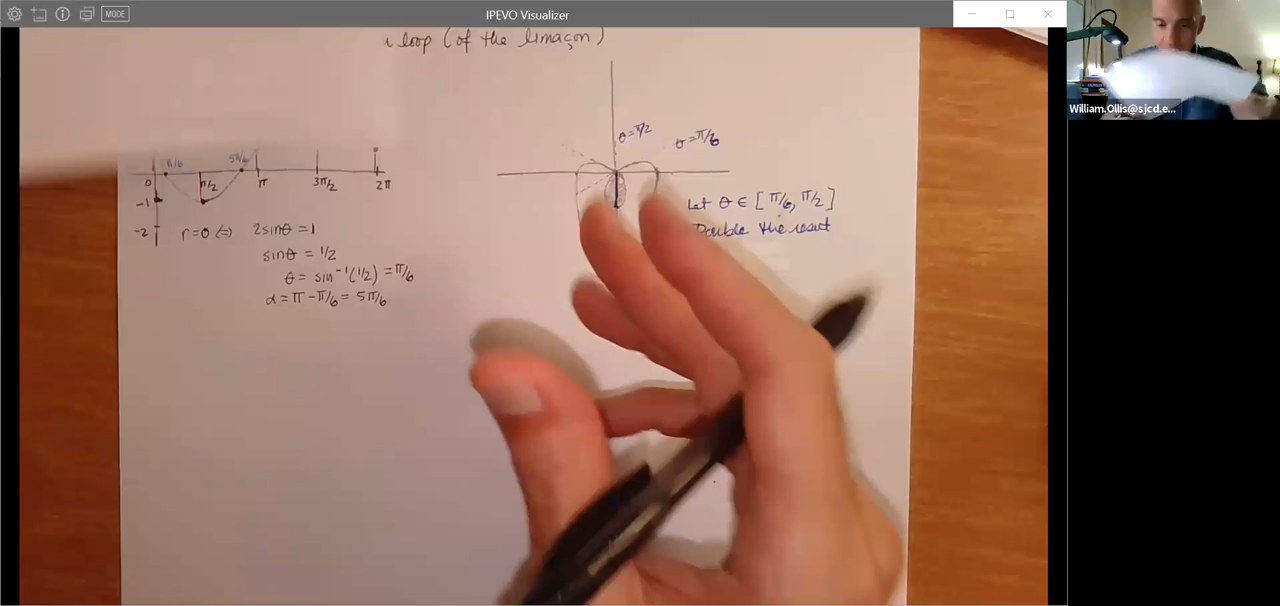 IPEVO Visualizer
MODE
William.Ollis@sjcd.e...
loop (of the limaçon)
θ=π/2
θ=π/6
π/6
5π/6
0
π/2
π
3π/2
2π
-1
-2
Let θ ∈ [π/6, π/2]
Double the result
r=0 ⇔ 2sinθ = 1
sinθ = 1/2
θ = sin⁻¹(1/2) = π/6
α = π - π/6 = 5π/6